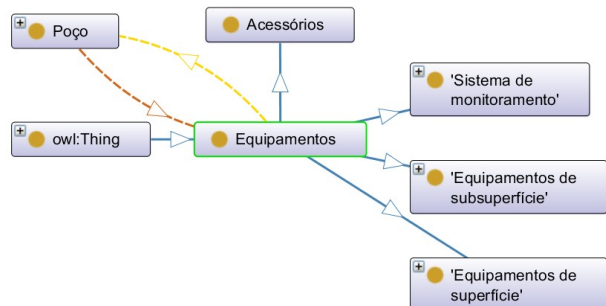 Poço
Acessórios
'Sistema de
monitoramento'
owl:Thing
Equipamentos
'Equipamentos de
subsuperfície'
'Equipamentos de
superfície'